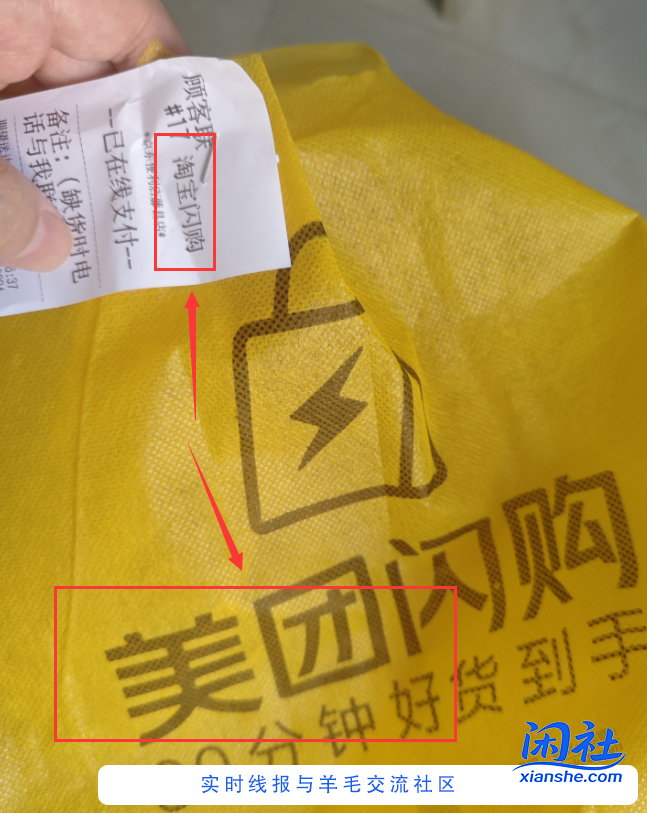 顾客联
#17
淘宝闪购
--已在线支付--
备注：（缺货时电
话与我联
美团闪购
30分钟好货到手
闲社
xianshe.com
实时线报与羊毛交流社区